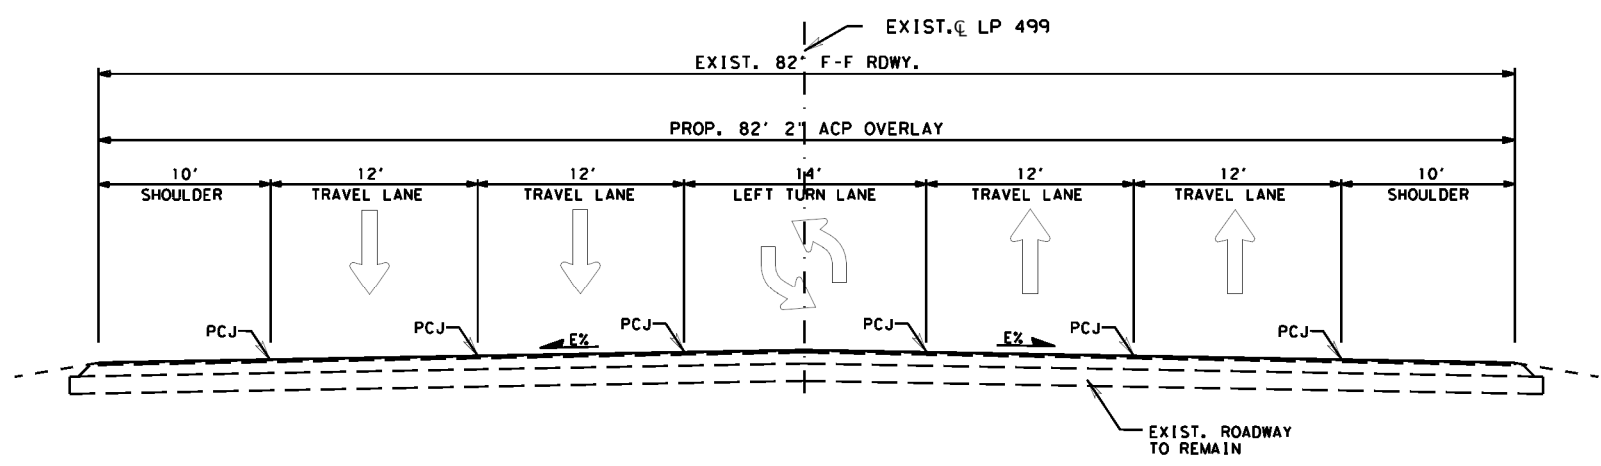 EXIST.℄ LP 499
EXIST. 82' F-F RDWY.
PROP. 82' 2" ACP OVERLAY
10' 12' 12' 14' 12' 12' 10'
SHOULDER TRAVEL LANE TRAVEL LANE LEFT TURN LANE TRAVEL LANE TRAVEL LANE SHOULDER
PCJ PCJ E% PCJ PCJ E% PCJ PCJ
EXIST. ROADWAY
TO REMAIN